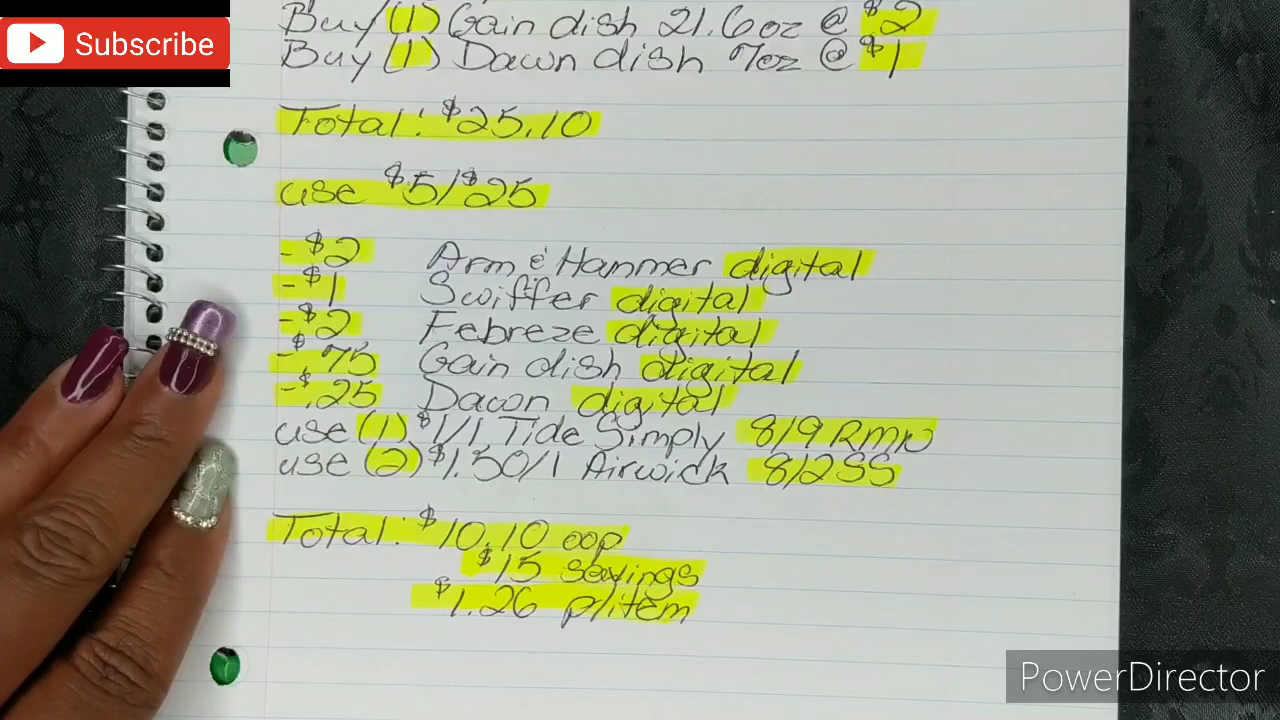 Subscribe
Buy (1) Gain dish 21.6oz @ $2
Buy (1) Dawn dish 7oz @ $1
Total: $25.10
use $5/$25
- $2 Arm & Hammer digital
- $1 Swiffer digital
- $2 Febreze digital
- $.75 Gain dish digital
- $.25 Dawn digital
use (1) $1/1 Tide Simply 8/9 RMN
use (2) $1.50/1 Airwick 8/2SS
Total: $10.10 oop
$15 savings
$1.26 p/item
PowerDirector